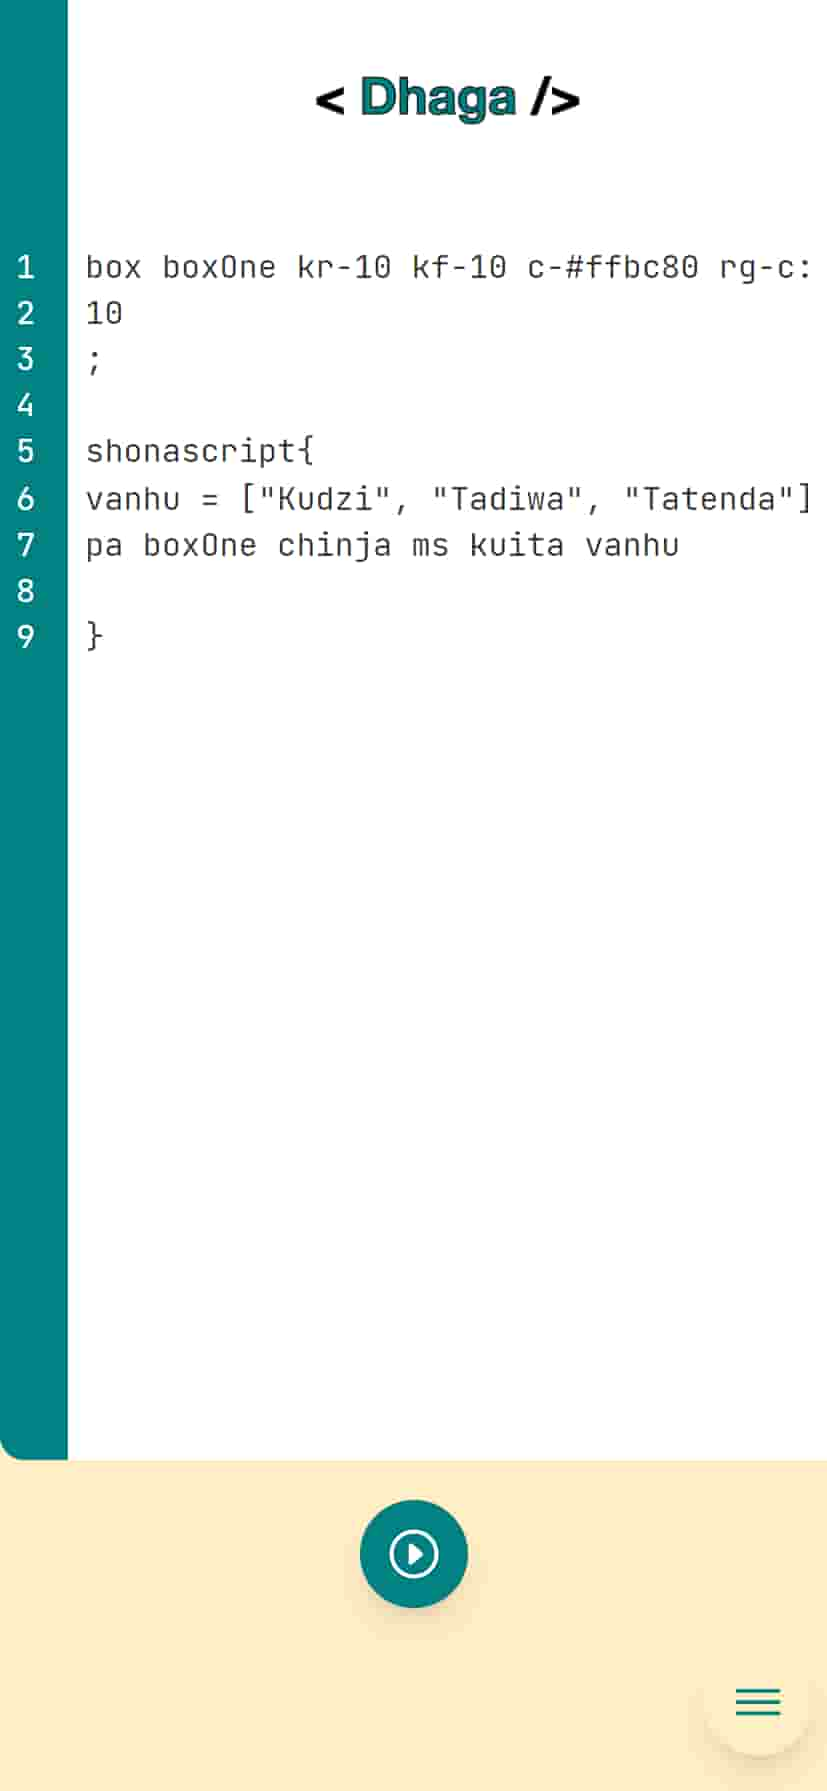 < Dhaga />
1 box boxOne kr-10 kf-10 c-#ffbc80 rg-c:
2 10
3 ;
4
5 shonascript{
6 vanhu = ["Kudzi", "Tadiwa", "Tatenda"]
7 pa boxOne chinja ms kuita vanhu
8
9 }